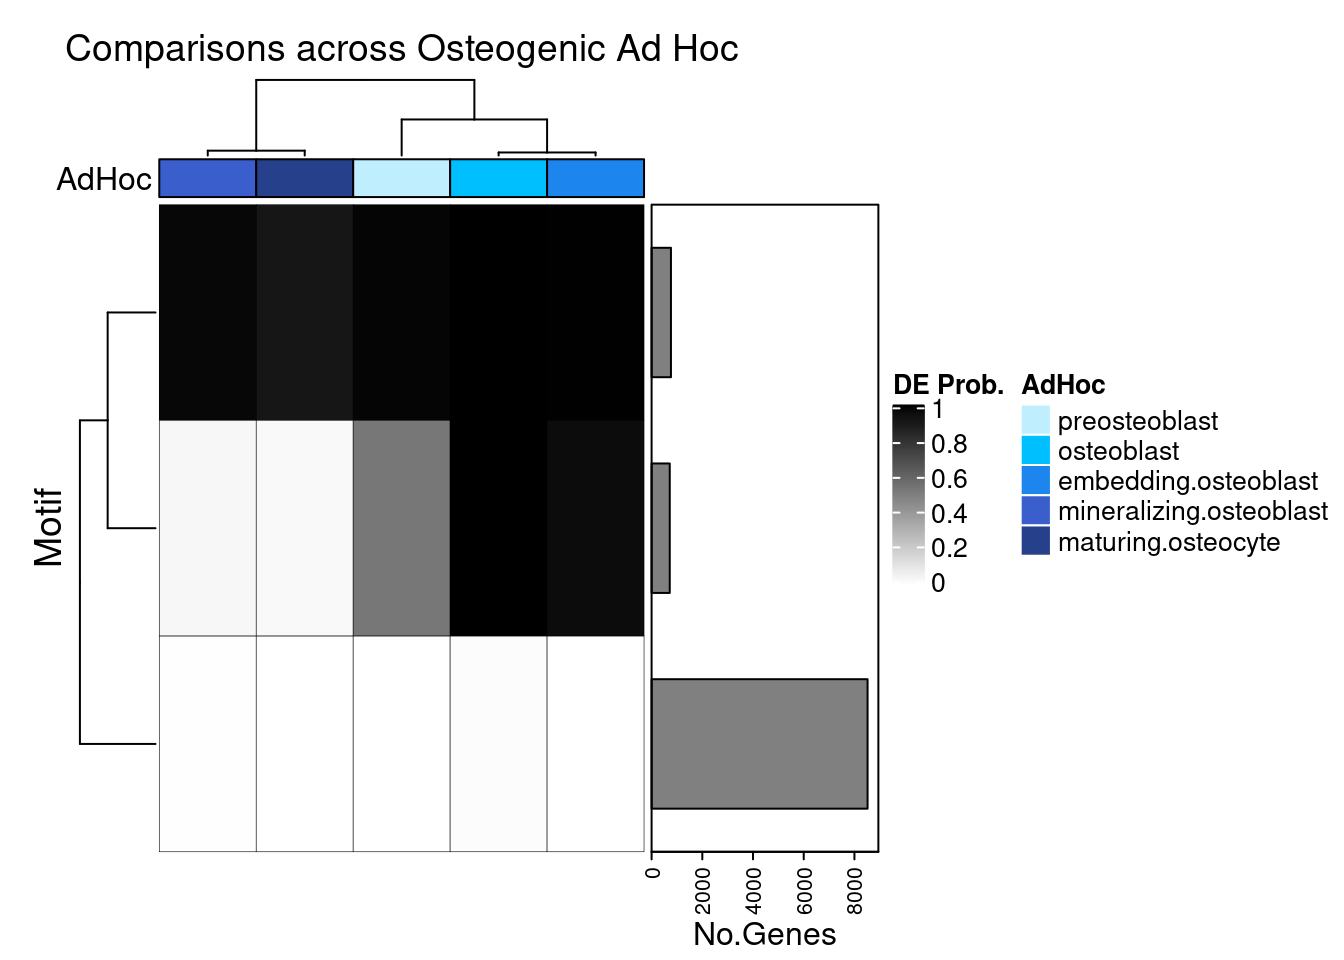 Comparisons across Osteogenic Ad Hoc
AdHoc
Motif
0
2000
4000
6000
8000
No.Genes
DE Prob.
1
0.8
0.6
0.4
0.2
0
AdHoc
preosteoblast
osteoblast
embedding.osteoblast
mineralizing.osteoblast
maturing.osteocyte